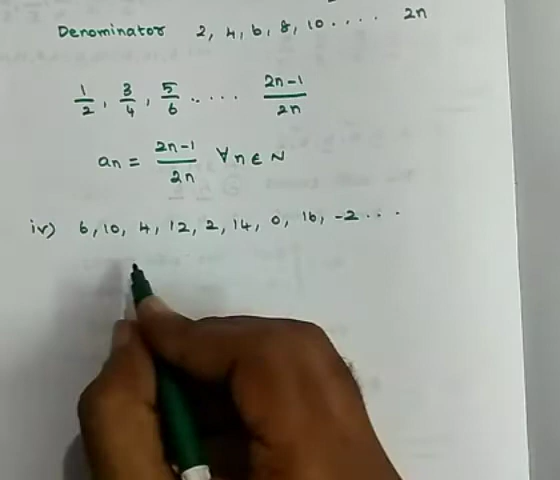 Denominator 2, 4, 6, 8, 10 .... 2n
1/2, 3/4, 5/6 ..... 2n-1/2n
an = 2n-1/2n ∀n∈N
iv) 6, 10, 4, 12, 2, 14, 0, 16, -2 ...